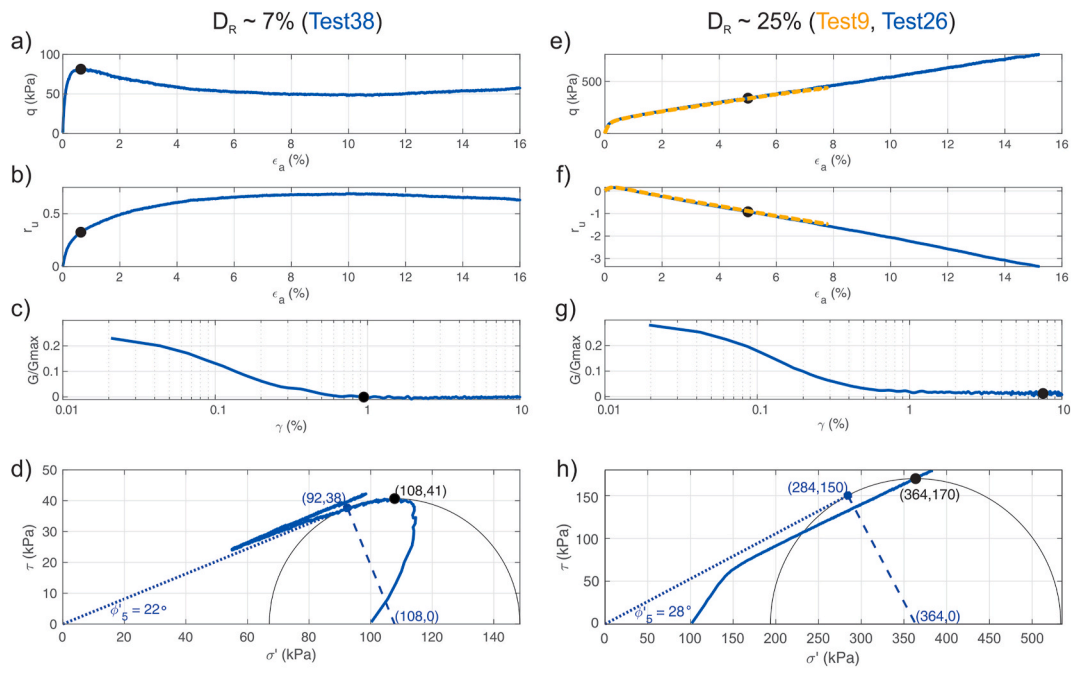 D_R ~ 7% (Test38)
a)
100
50
0
q (kPa)
0 2 4 6 8 10 12 14 16
ϵ_a (%)
b)
0.5
0
r_u
0 2 4 6 8 10 12 14 16
ϵ_a (%)
c)
0.2
0.1
0
G/Gmax
0.01 0.1 1 10
γ (%)
d)
50
40
30
20
10
0
τ (kPa)
(92,38)
(108,41)
ϕ'_5 = 22°
(108,0)
0 20 40 60 80 100 120 140
σ' (kPa)
D_R ~ 25% (Test9, Test26)
e)
500
0
q (kPa)
0 2 4 6 8 10 12 14 16
ϵ_a (%)
f)
0
-1
-2
-3
r_u
0 2 4 6 8 10 12 14 16
ϵ_a (%)
g)
0.2
0.1
0
G/Gmax
0.01 0.1 1 10
γ (%)
h)
150
100
50
0
τ (kPa)
(284,150)
(364,170)
ϕ'_5 = 28°
(364,0)
0 50 100 150 200 250 300 350 400 450 500
σ' (kPa)